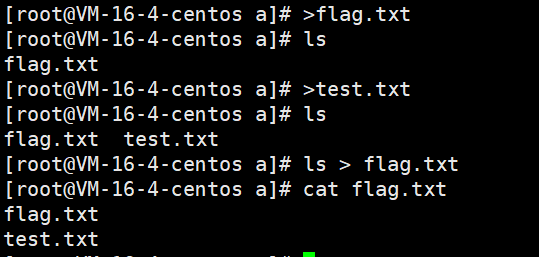 [root@VM-16-4-centos a]# >flag.txt
[root@VM-16-4-centos a]# ls
flag.txt
[root@VM-16-4-centos a]# >test.txt
[root@VM-16-4-centos a]# ls
flag.txt  test.txt
[root@VM-16-4-centos a]# ls > flag.txt
[root@VM-16-4-centos a]# cat flag.txt
flag.txt
test.txt